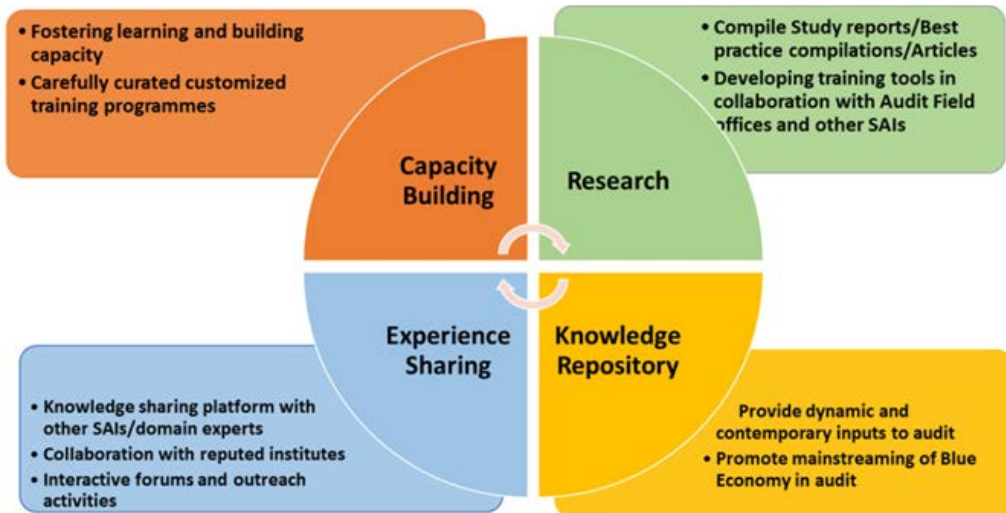 • Fostering learning and building
capacity
• Carefully curated customized
training programmes
• Compile Study reports/Best
practice compilations/Articles
• Developing training tools in
collaboration with Audit Field
offices and other SAIs
Capacity
Building
Research
Experience
Sharing
Knowledge
Repository
• Knowledge sharing platform with
other SAIs/domain experts
• Collaboration with reputed institutes
• Interactive forums and outreach
activities
Provide dynamic and
contemporary inputs to audit
• Promote mainstreaming of Blue
Economy in audit